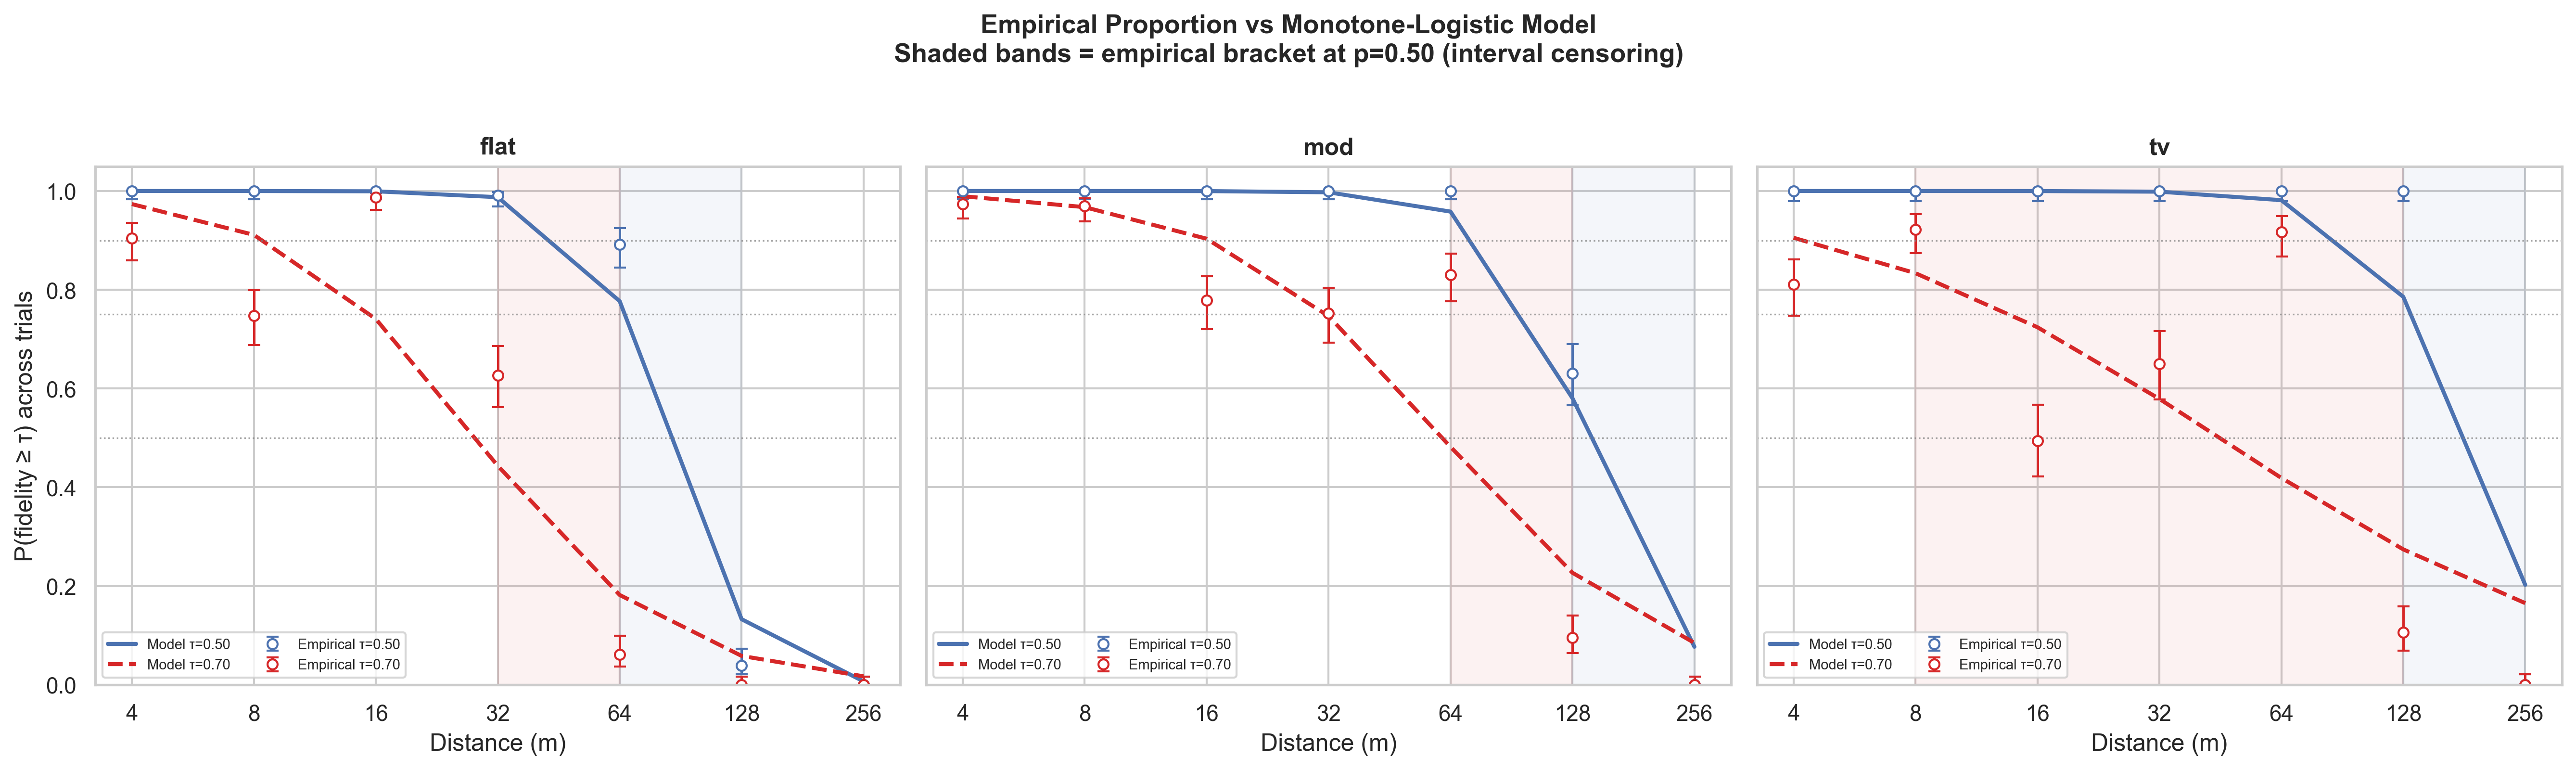 Empirical Proportion vs Monotone-Logistic Model
Shaded bands = empirical bracket at p=0.50 (interval censoring)
flat
mod
tv
P(fidelity ≥ τ) across trials
1.0
0.8
0.6
0.4
0.2
0.0
Model τ=0.50
Model τ=0.70
Empirical τ=0.50
Empirical τ=0.70
Model τ=0.50
Model τ=0.70
Empirical τ=0.50
Empirical τ=0.70
Model τ=0.50
Model τ=0.70
Empirical τ=0.50
Empirical τ=0.70
4 8 16 32 64 128 256
4 8 16 32 64 128 256
4 8 16 32 64 128 256
Distance (m)
Distance (m)
Distance (m)